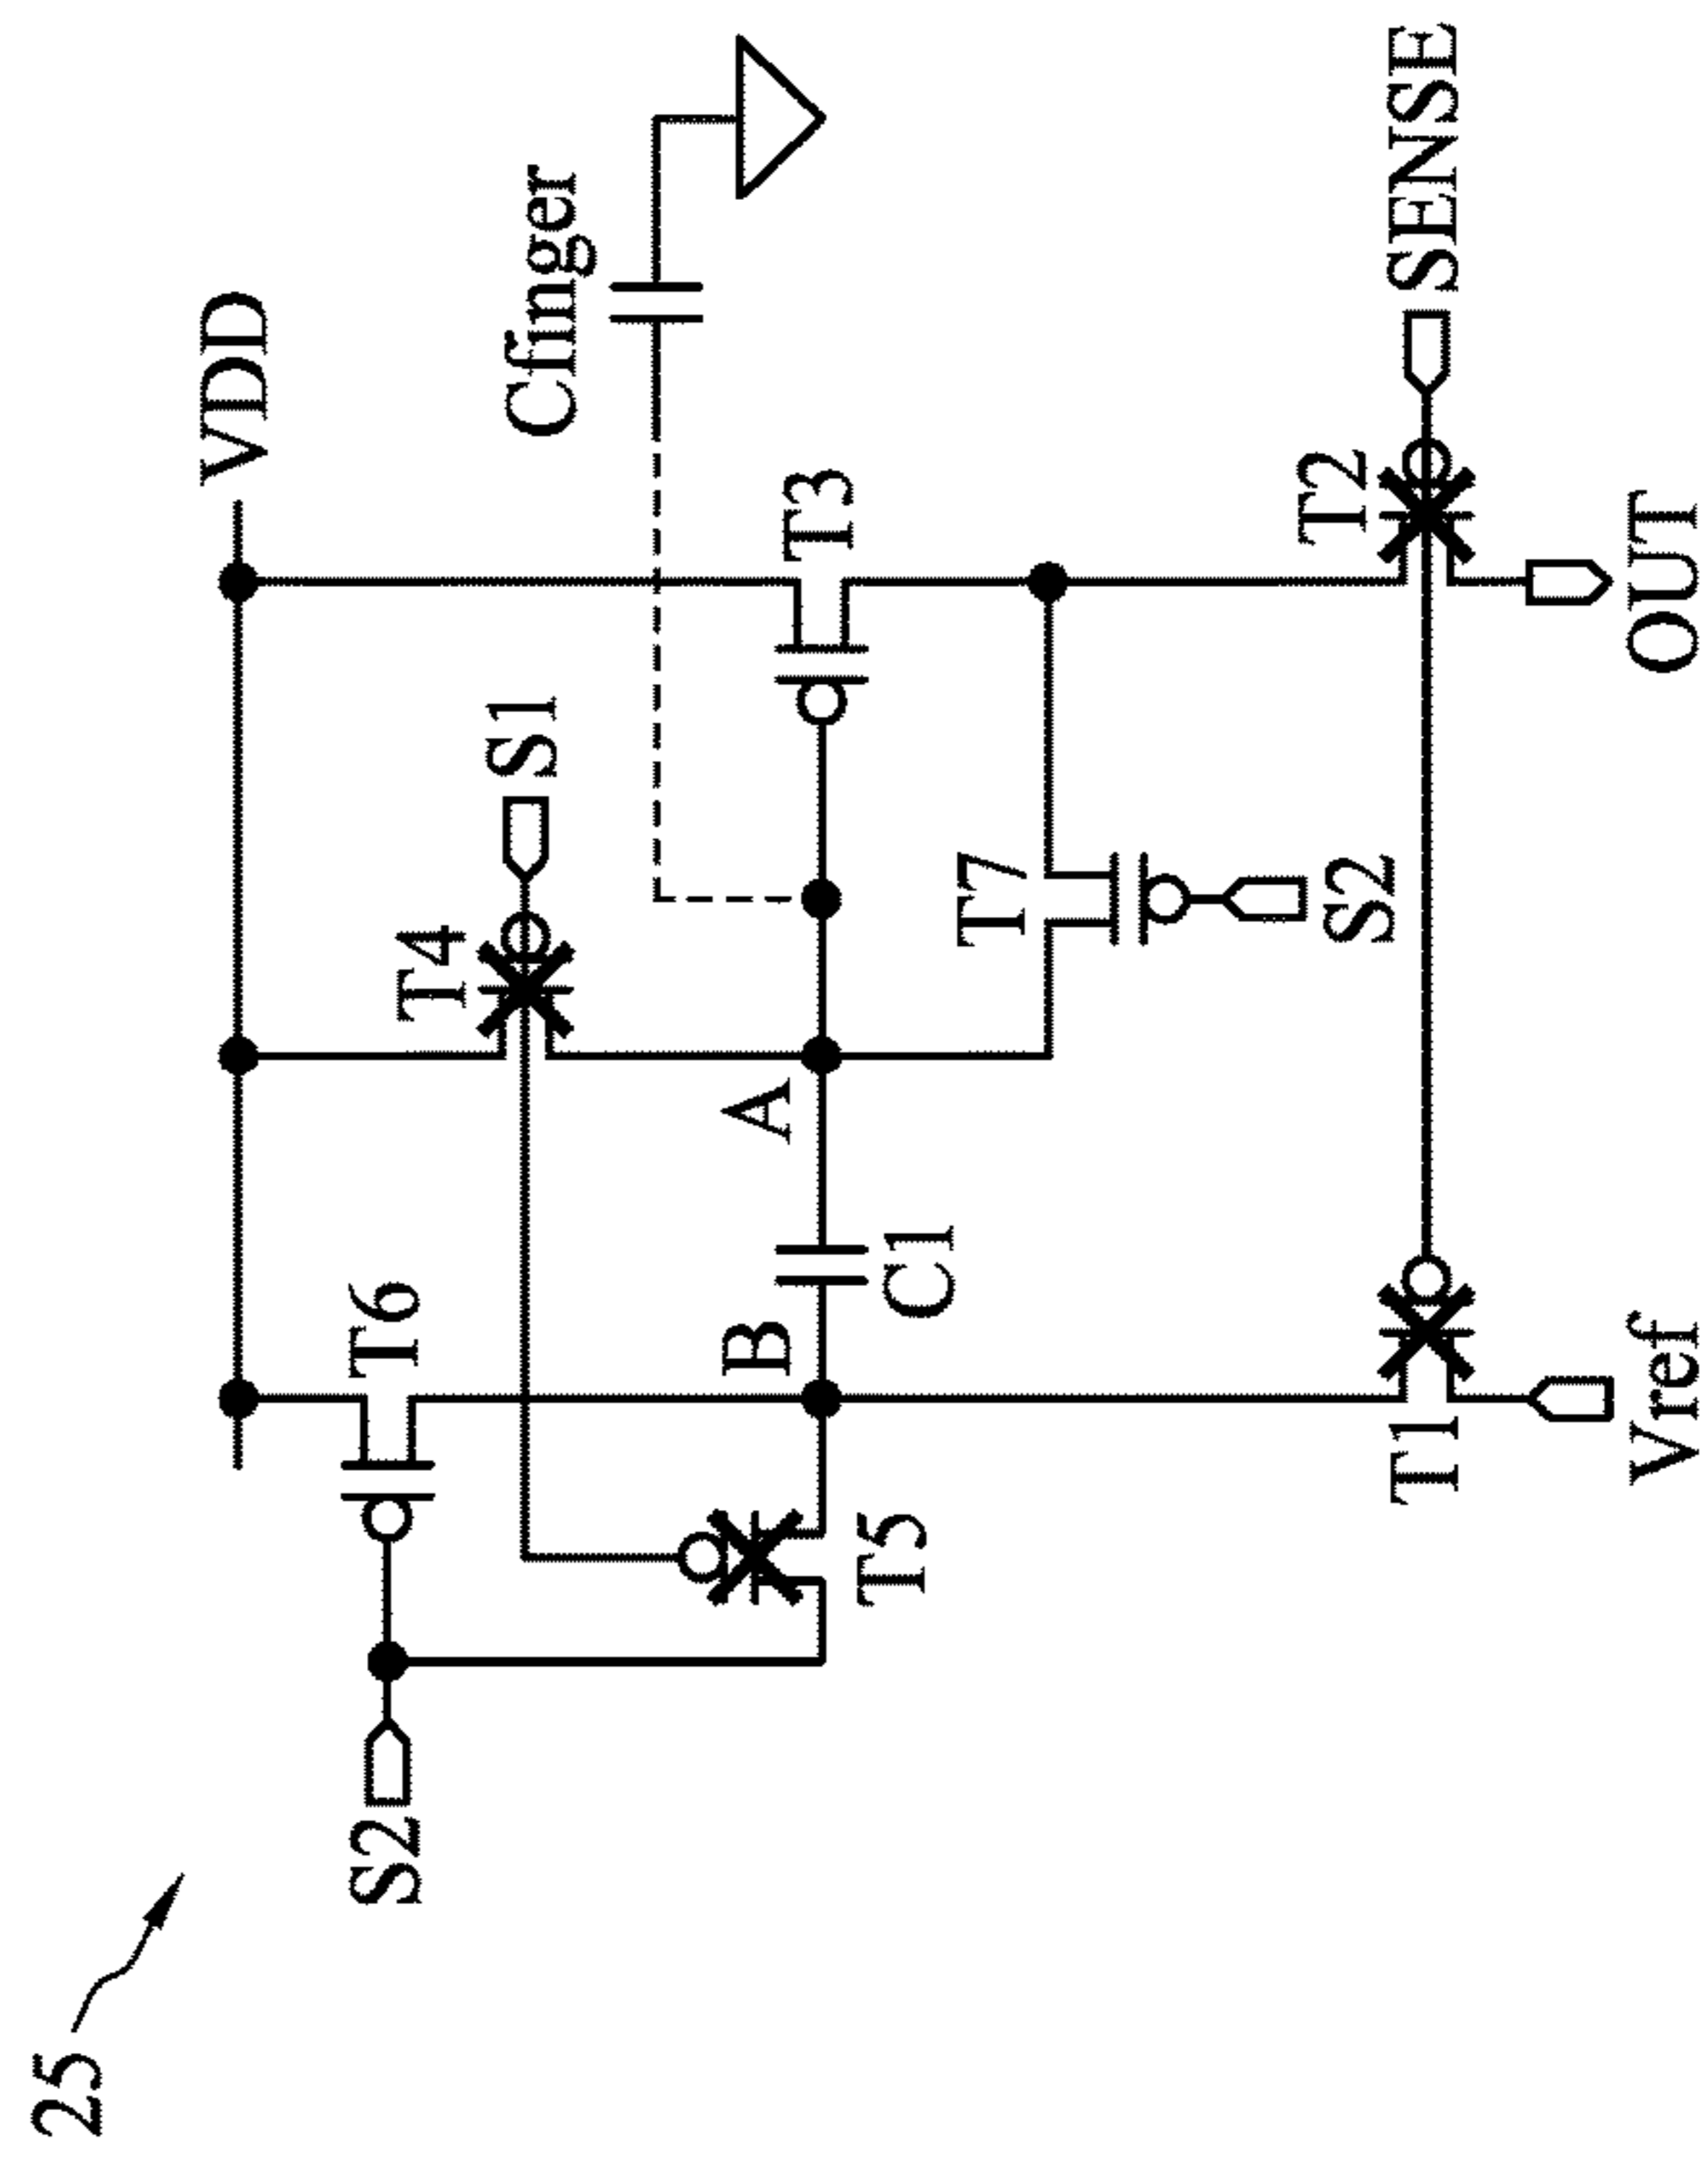 25
VDD
S2
T6
T4
S1
Cfinger
B
A
T3
T5
C1
T7
S2
T1
T2
SENSE
Vref
OUT